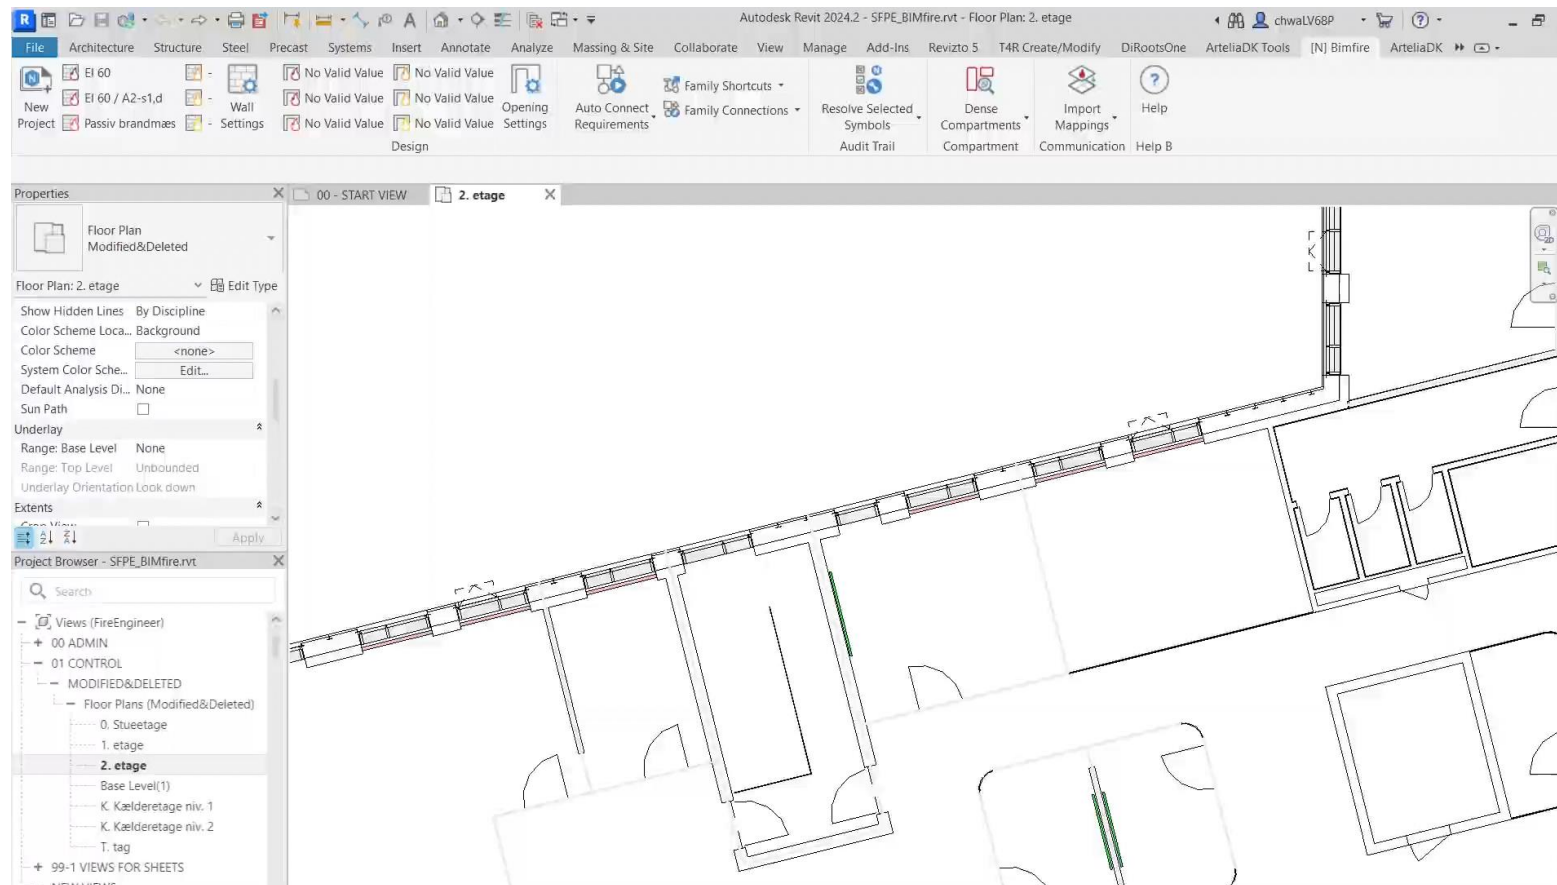 Autodesk Revit 2024.2 - SFPE_BIMfire.rvt - Floor Plan: 2. etage
chwaLV68P
File Architecture Structure Steel Precast Systems Insert Annotate Analyze Massing & Site Collaborate View Manage Add-Ins Revizto 5 T4R Create/Modify DiRootsOne ArteliaDK Tools [N] Bimfire ArteliaDK
EI 60
EI 60 / A2-s1,d
Passiv brandmæs
New
Project
Wall
Settings
No Valid Value No Valid Value
No Valid Value No Valid Value
No Valid Value No Valid Value
Opening
Settings
Auto Connect
Requirements
Family Shortcuts
Family Connections
Resolve Selected
Symbols
Dense
Compartments
Import
Mappings
Help
Design Audit Trail Compartment Communication Help B
Properties
00 - START VIEW
2. etage
Floor Plan
Modified&Deleted
Floor Plan: 2. etage Edit Type
Show Hidden Lines By Discipline
Color Scheme Loca... Background
Color Scheme <none>
System Color Sche... Edit...
Default Analysis Di... None
Sun Path
Underlay
Range: Base Level None
Range: Top Level Unbounded
Underlay Orientation Look down
Extents
Crop View
Apply
Project Browser - SFPE_BIMfire.rvt
Search
Views (FireEngineer)
00 ADMIN
01 CONTROL
MODIFIED&DELETED
Floor Plans (Modified&Deleted)
0. Stueetage
1. etage
2. etage
Base Level(1)
K. Kælderetage niv. 1
K. Kælderetage niv. 2
T. tag
99-1 VIEWS FOR SHEETS
NEW VIEWS